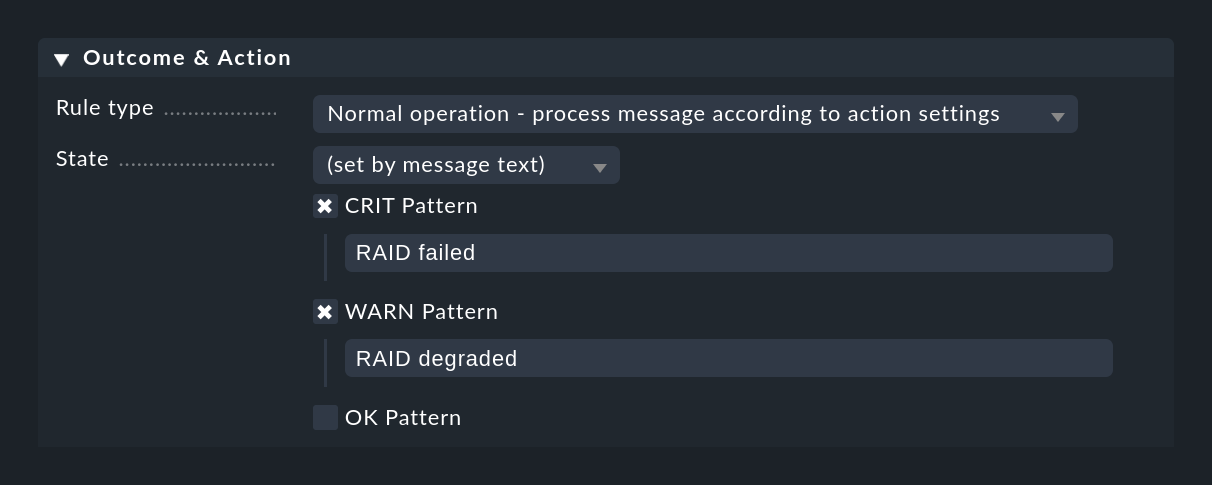 Outcome & Action
Rule type
Normal operation - process message according to action settings
State
(set by message text)
CRIT Pattern
RAID failed
WARN Pattern
RAID degraded
OK Pattern